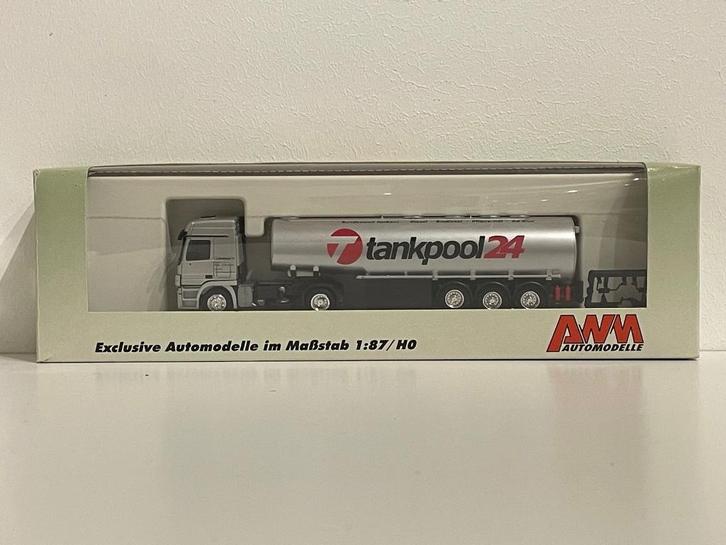 tankpool24
Exclusive Automodelle im Maßstab 1:87/H0
AWM
AUTOMODELLE